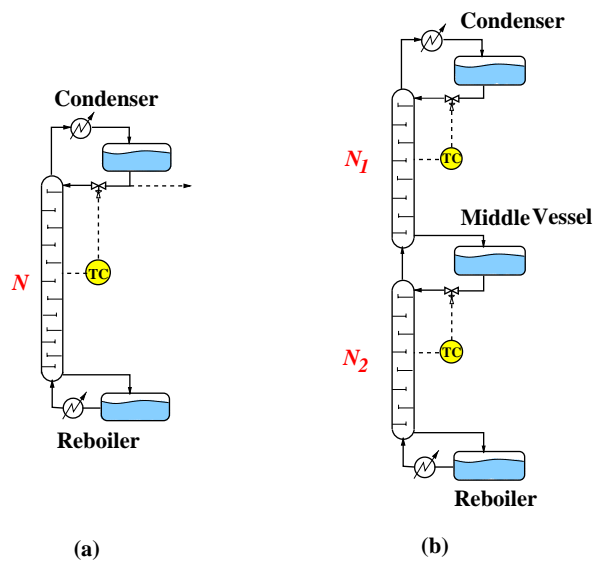 Condenser
N
TC
Reboiler
(a)
Condenser
N1
TC
Middle Vessel
N2
TC
Reboiler
(b)